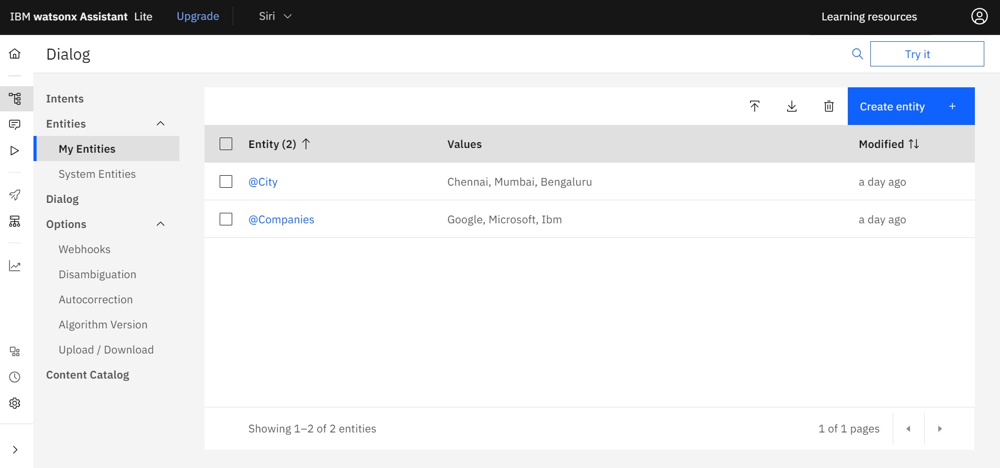 IBM watsonx Assistant Lite Upgrade Siri Learning resources
Dialog Try it
Intents
Entities
My Entities
System Entities
Dialog
Options
Webhooks
Disambiguation
Autocorrection
Algorithm Version
Upload / Download
Content Catalog
Create entity +
Entity (2) Values Modified
@City Chennai, Mumbai, Bengaluru a day ago
@Companies Google, Microsoft, Ibm a day ago
Showing 1–2 of 2 entities 1 of 1 pages